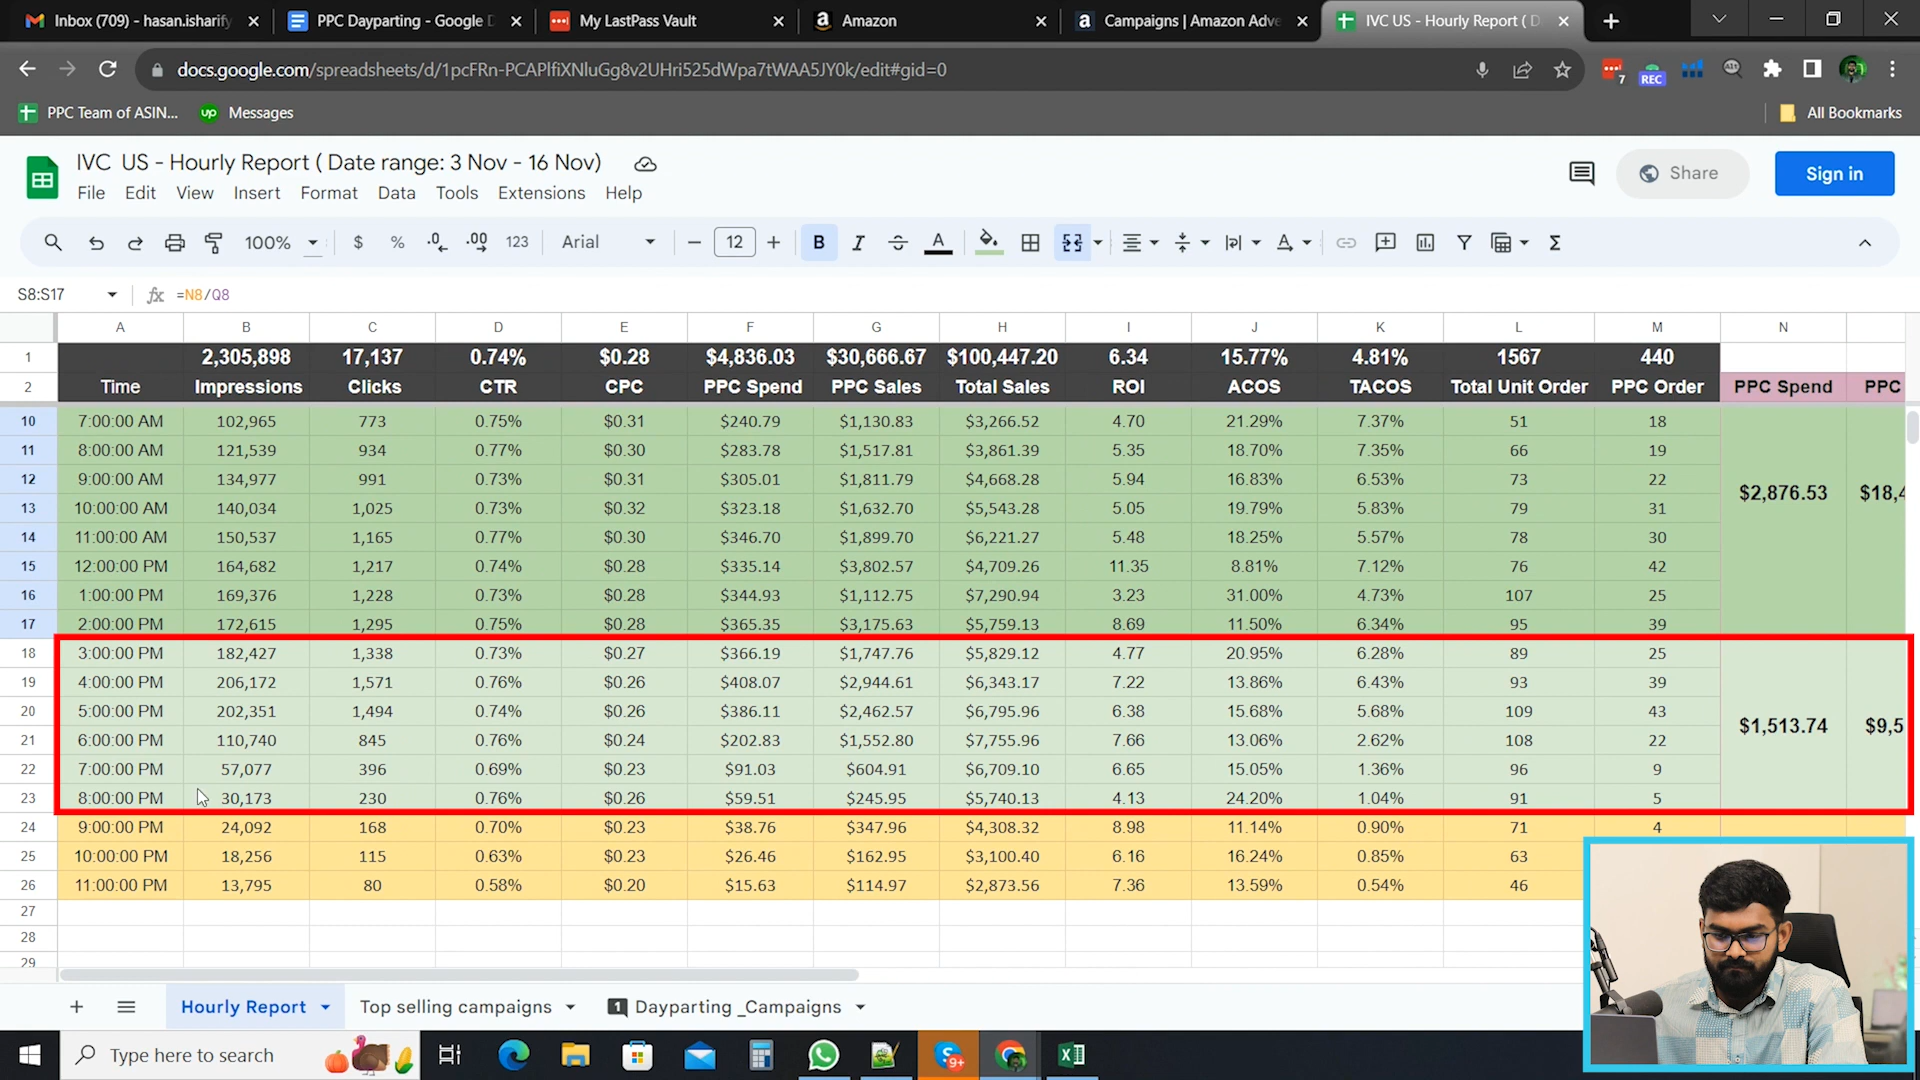 Inbox (709) - hasan.isharify
PPC Dayparting - Google D
My LastPass Vault
Amazon
Campaigns | Amazon Adve
IVC US - Hourly Report ( D
docs.google.com/spreadsheets/d/1pcFRn-PCAPlfiXNluGg8v2UHri525dWpa7tWAA5JY0k/edit#gid=0
7
REC
PPC Team of ASIN...
up Messages
All Bookmarks
IVC US - Hourly Report ( Date range: 3 Nov - 16 Nov)
Share
Sign in
File Edit View Insert Format Data Tools Extensions Help
100% $ % .0 .00 123 Arial 12 B I A Σ
S8:S17 fx =N8/Q8
A B C D E F G H I J K L M N
1 2,305,898 17,137 0.74% $0.28 $4,836.03 $30,666.67 $100,447.20 6.34 15.77% 4.81% 1567 440
2 Time Impressions Clicks CTR CPC PPC Spend PPC Sales Total Sales ROI ACOS TACOS Total Unit Order PPC Order PPC Spend PPC
10 7:00:00 AM 102,965 773 0.75% $0.31 $240.79 $1,130.83 $3,266.52 4.70 21.29% 7.37% 51 18
11 8:00:00 AM 121,539 934 0.77% $0.30 $283.78 $1,517.81 $3,861.39 5.35 18.70% 7.35% 66 19
12 9:00:00 AM 134,977 991 0.73% $0.31 $305.01 $1,811.79 $4,668.28 5.94 16.83% 6.53% 73 22
$2,876.53 $18,4
13 10:00:00 AM 140,034 1,025 0.73% $0.32 $323.18 $1,632.70 $5,543.28 5.05 19.79% 5.83% 79 31
14 11:00:00 AM 150,537 1,165 0.77% $0.30 $346.70 $1,899.70 $6,221.27 5.48 18.25% 5.57% 78 30
15 12:00:00 PM 164,682 1,217 0.74% $0.28 $335.14 $3,802.57 $4,709.26 11.35 8.81% 7.12% 76 42
16 1:00:00 PM 169,376 1,228 0.73% $0.28 $344.93 $1,112.75 $7,290.94 3.23 31.00% 4.73% 107 25
17 2:00:00 PM 172,615 1,295 0.75% $0.28 $365.35 $3,175.63 $5,759.13 8.69 11.50% 6.34% 95 39
18 3:00:00 PM 182,427 1,338 0.73% $0.27 $366.19 $1,747.76 $5,829.12 4.77 20.95% 6.28% 89 25
19 4:00:00 PM 206,172 1,571 0.76% $0.26 $408.07 $2,944.61 $6,343.17 7.22 13.86% 6.43% 93 39
20 5:00:00 PM 202,351 1,494 0.74% $0.26 $386.11 $2,462.57 $6,795.96 6.38 15.68% 5.68% 109 43
$1,513.74 $9,5
21 6:00:00 PM 110,740 845 0.76% $0.24 $202.83 $1,552.80 $7,755.96 7.66 13.06% 2.62% 108 22
22 7:00:00 PM 57,077 396 0.69% $0.23 $91.03 $604.91 $6,709.10 6.65 15.05% 1.36% 96 9
23 8:00:00 PM 30,173 230 0.76% $0.26 $59.51 $245.95 $5,740.13 4.13 24.20% 1.04% 91 5
24 9:00:00 PM 24,092 168 0.70% $0.23 $38.76 $347.96 $4,308.32 8.98 11.14% 0.90% 71 4
25 10:00:00 PM 18,256 115 0.63% $0.23 $26.46 $162.95 $3,100.40 6.16 16.24% 0.85% 63
26 11:00:00 PM 13,795 80 0.58% $0.20 $15.63 $114.97 $2,873.56 7.36 13.59% 0.54% 46
27
28
29
Hourly Report Top selling campaigns 1 Dayparting _Campaigns
Type here to search
9+